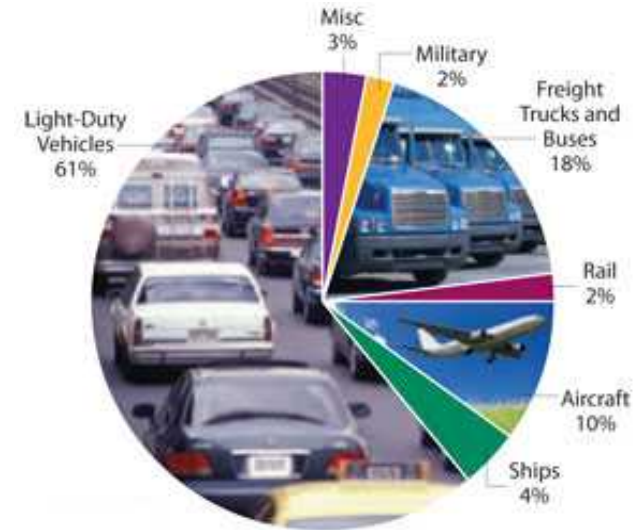 Misc
3%
Military
2%
Freight
Trucks and
Buses
18%
Light-Duty
Vehicles
61%
Rail
2%
Aircraft
10%
Ships
4%